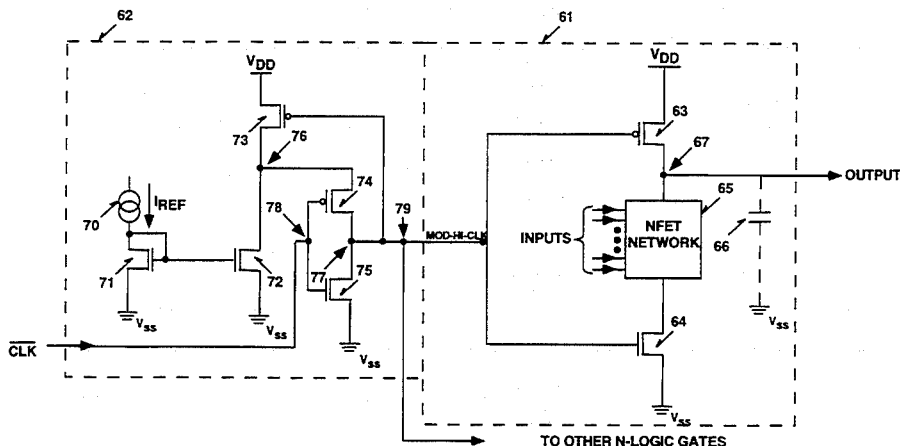 62
61
VDD
VDD
73
76
63
67
70
IREF
78
74
79
OUTPUT
65
MOD-HI-CLK
INPUTS
NFET
NETWORK
66
71
72
77
75
64
VSS
VSS
VSS
VSS
VSS
CLK
TO OTHER N-LOGIC GATES